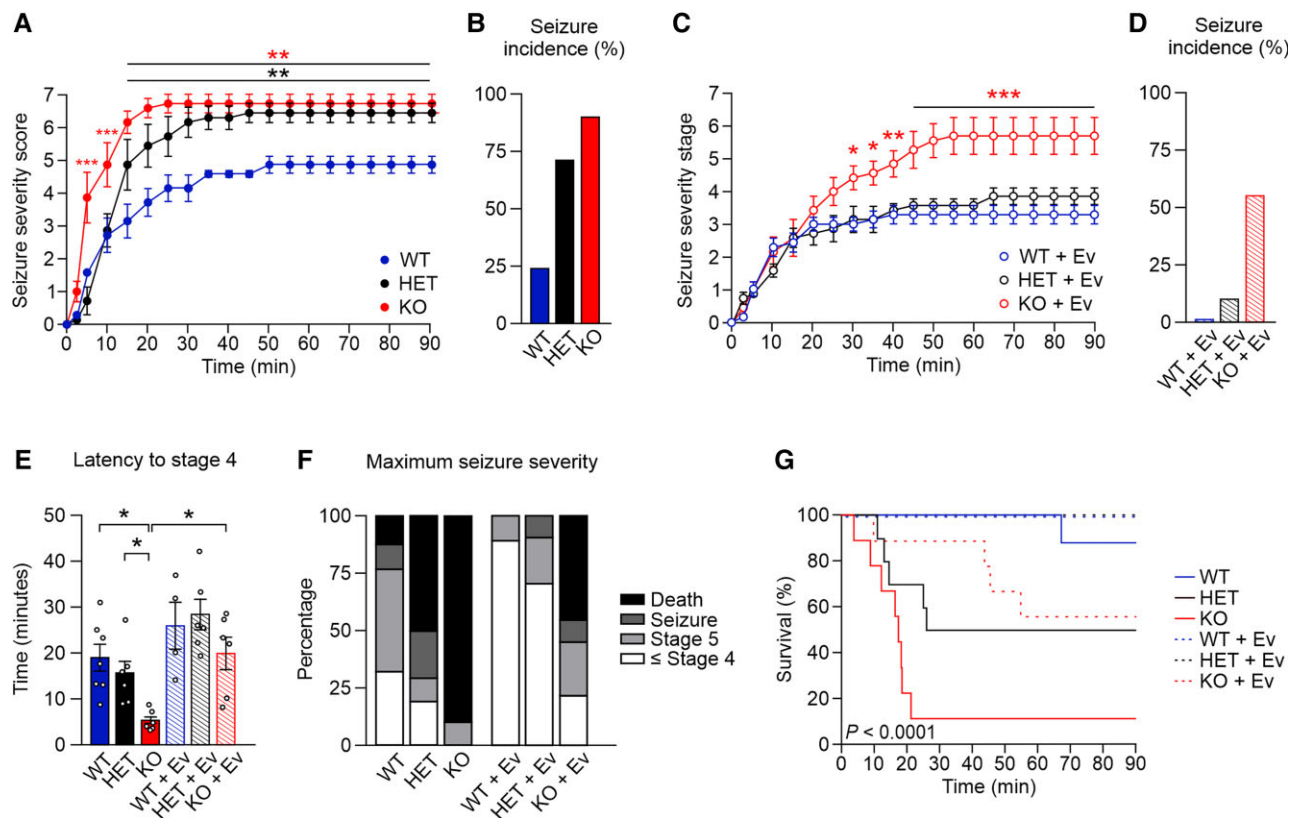 A
Seizure severity score
7
6
5
4
3
2
1
0
**
**
***
***
WT
HET
KO
0 10 20 30 40 50 60 70 80 90
Time (min)
B
Seizure
incidence (%)
100
75
50
25
0
WT
HET
KO
C
Seizure severity stage
7
6
5
4
3
2
1
0
*
*
**
***
WT + Ev
HET + Ev
KO + Ev
0 10 20 30 40 50 60 70 80 90
Time (min)
D
Seizure
incidence (%)
100
75
50
25
0
WT + Ev
HET + Ev
KO + Ev
E
Latency to stage 4
Time (minutes)
50
40
30
20
10
0
*
*
*
WT
HET
KO
WT + Ev
HET + Ev
KO + Ev
F
Maximum seizure severity
Percentage
100
75
50
25
0
WT
HET
KO
WT + Ev
HET + Ev
KO + Ev
Death
Seizure
Stage 5
≤ Stage 4
G
Survival (%)
100
80
60
40
20
0
P < 0.0001
0 10 20 30 40 50 60 70 80 90
Time (min)
WT
HET
KO
WT + Ev
HET + Ev
KO + Ev